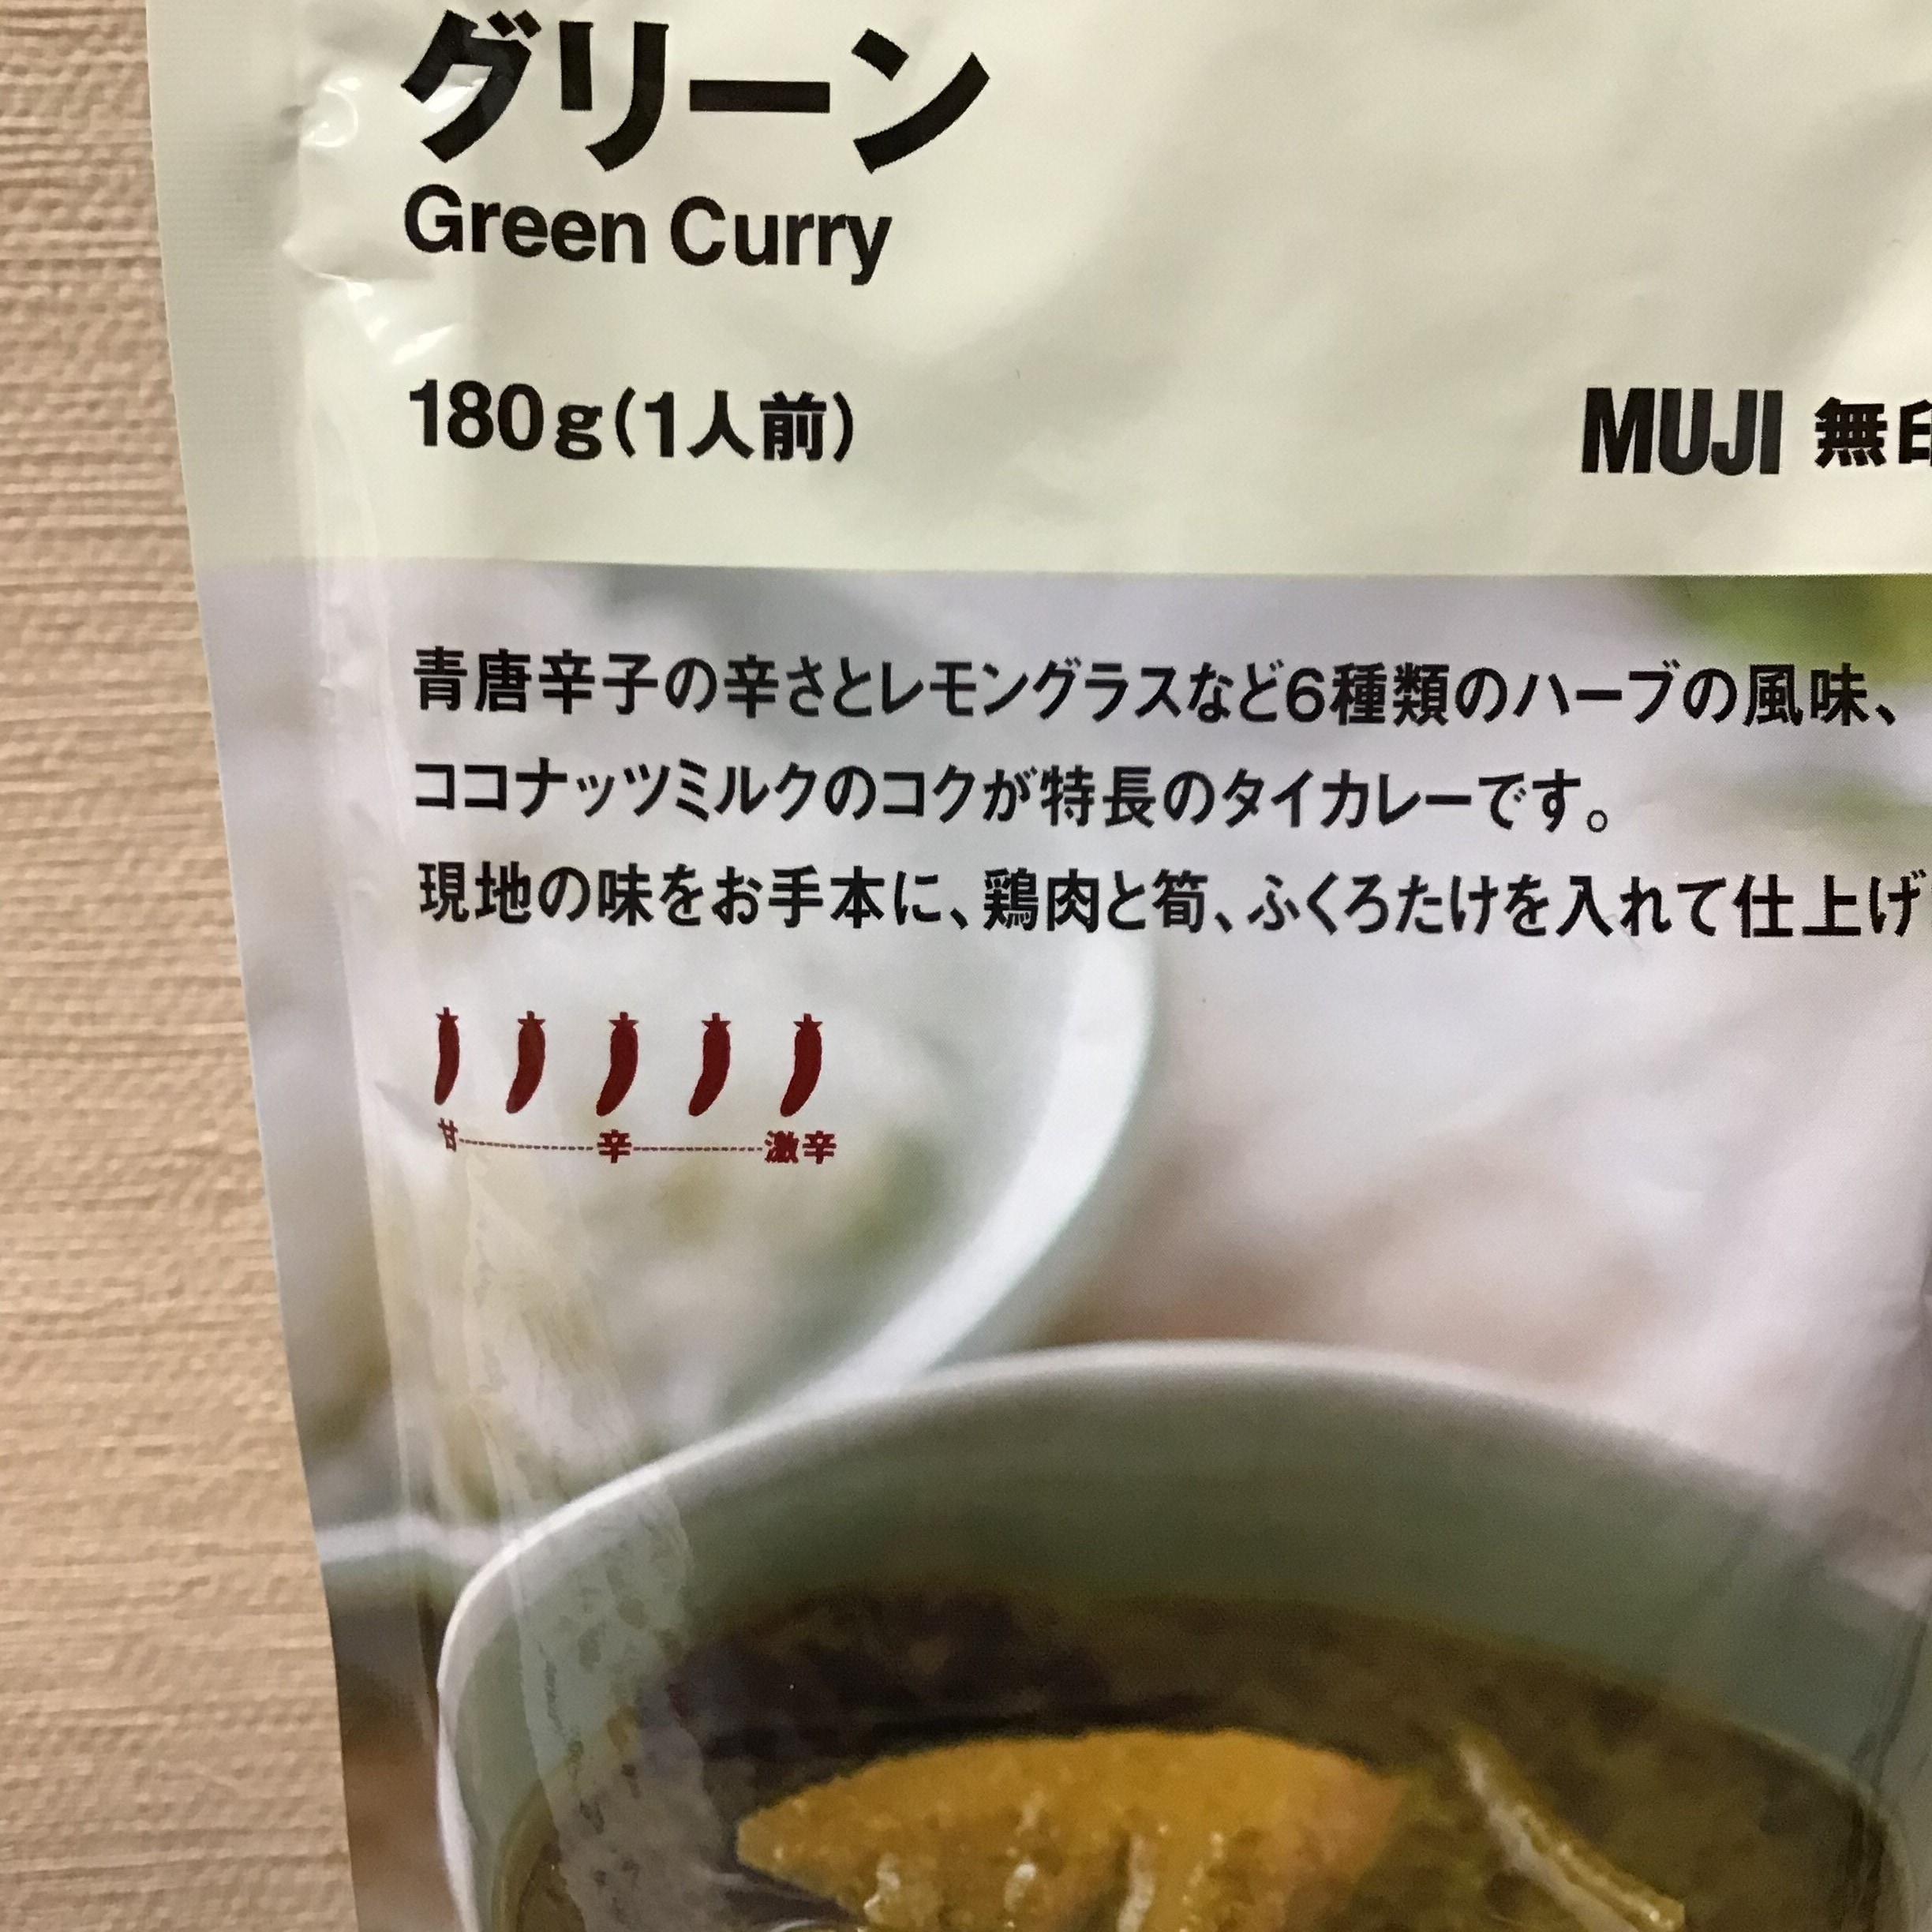 グリーン
Green Curry
180g(1人前)
MUJI 無印
青唐辛子の辛さとレモングラスなど6種類のハーブの風味、
ココナッツミルクのコクが特長のタイカレーです。
現地の味をお手本に、鶏肉と筍、ふくろたけを入れて仕上げ
甘----------辛----------激辛